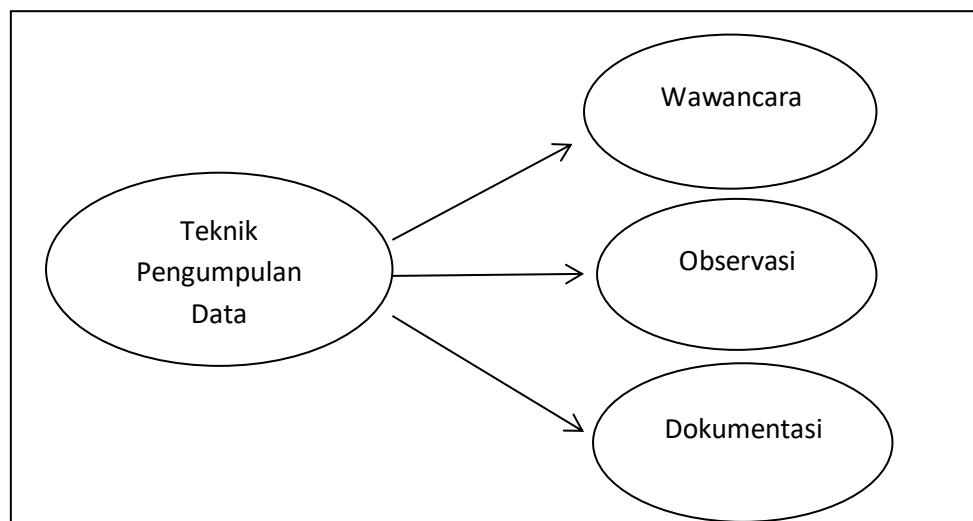 Teknik
Pengumpulan
Data
Wawancara
Observasi
Dokumentasi